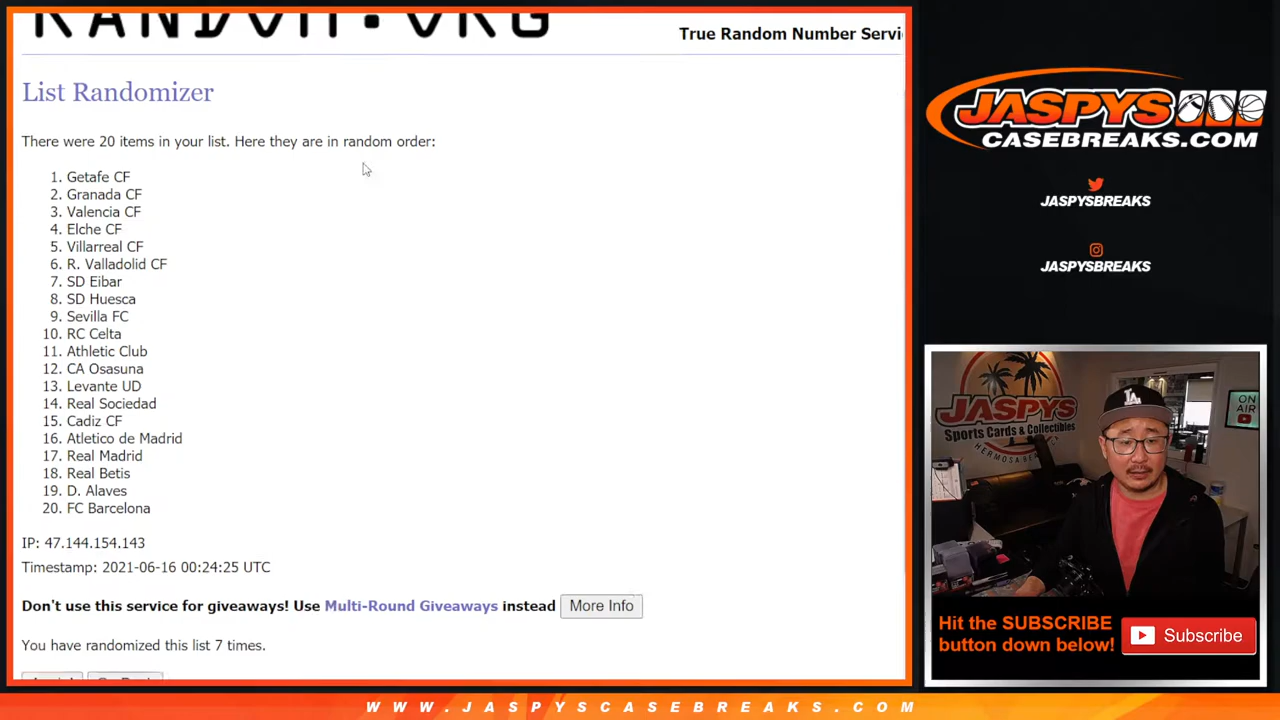 RANDOM.ORG
True Random Number Servi
List Randomizer
There were 20 items in your list. Here they are in random order:
1. Getafe CF
2. Granada CF
3. Valencia CF
4. Elche CF
5. Villarreal CF
6. R. Valladolid CF
7. SD Eibar
8. SD Huesca
9. Sevilla FC
10. RC Celta
11. Athletic Club
12. CA Osasuna
13. Levante UD
14. Real Sociedad
15. Cadiz CF
16. Atletico de Madrid
17. Real Madrid
18. Real Betis
19. D. Alaves
20. FC Barcelona
IP: 47.144.154.143
Timestamp: 2021-06-16 00:24:25 UTC
Don't use this service for giveaways! Use Multi-Round Giveaways instead More Info
You have randomized this list 7 times.
JASPYS
CASEBREAKS.COM
JASPYSBREAKS
JASPYSBREAKS
JASPYS
Sports Cards & Collectibles
HERMOSA BEACH
LA
ON
AIR
Hit the SUBSCRIBE
button down below!
Subscribe
WWW.JASPYSCASEBREAKS.COM